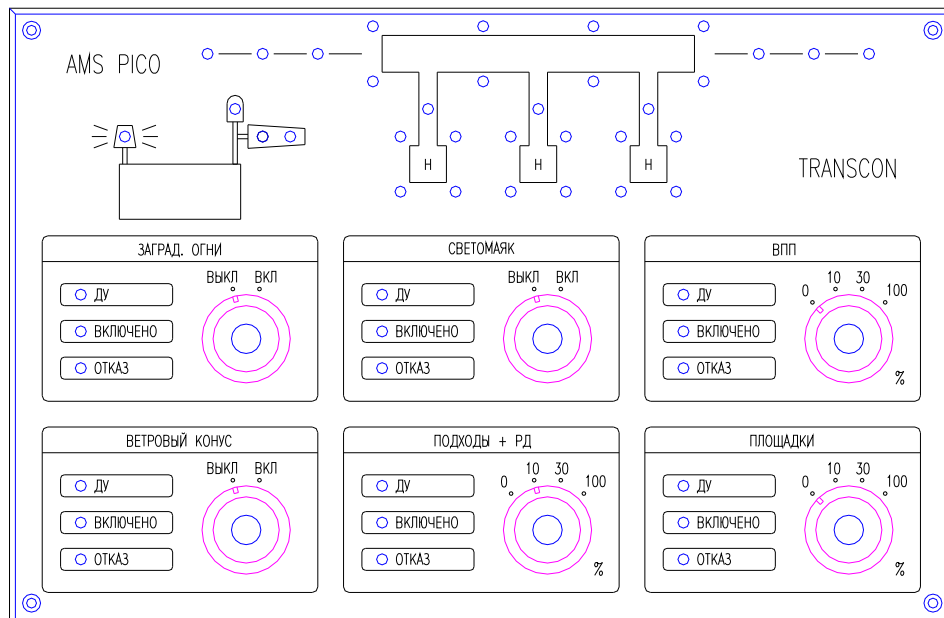 AMS PICO
H H H
TRANSCON
ЗАГРАД. ОГНИ
ВЫКЛ ВКЛ
ДУ
ВКЛЮЧЕНО
ОТКАЗ
СВЕТОМАЯК
ВЫКЛ ВКЛ
ДУ
ВКЛЮЧЕНО
ОТКАЗ
ВПП
0 10 30 100
ДУ
ВКЛЮЧЕНО
ОТКАЗ
%
ВЕТРОВЫЙ КОНУС
ВЫКЛ ВКЛ
ДУ
ВКЛЮЧЕНО
ОТКАЗ
ПОДХОДЫ + РД
0 10 30 100
ДУ
ВКЛЮЧЕНО
ОТКАЗ
%
ПЛОЩАДКИ
0 10 30 100
ДУ
ВКЛЮЧЕНО
ОТКАЗ
%